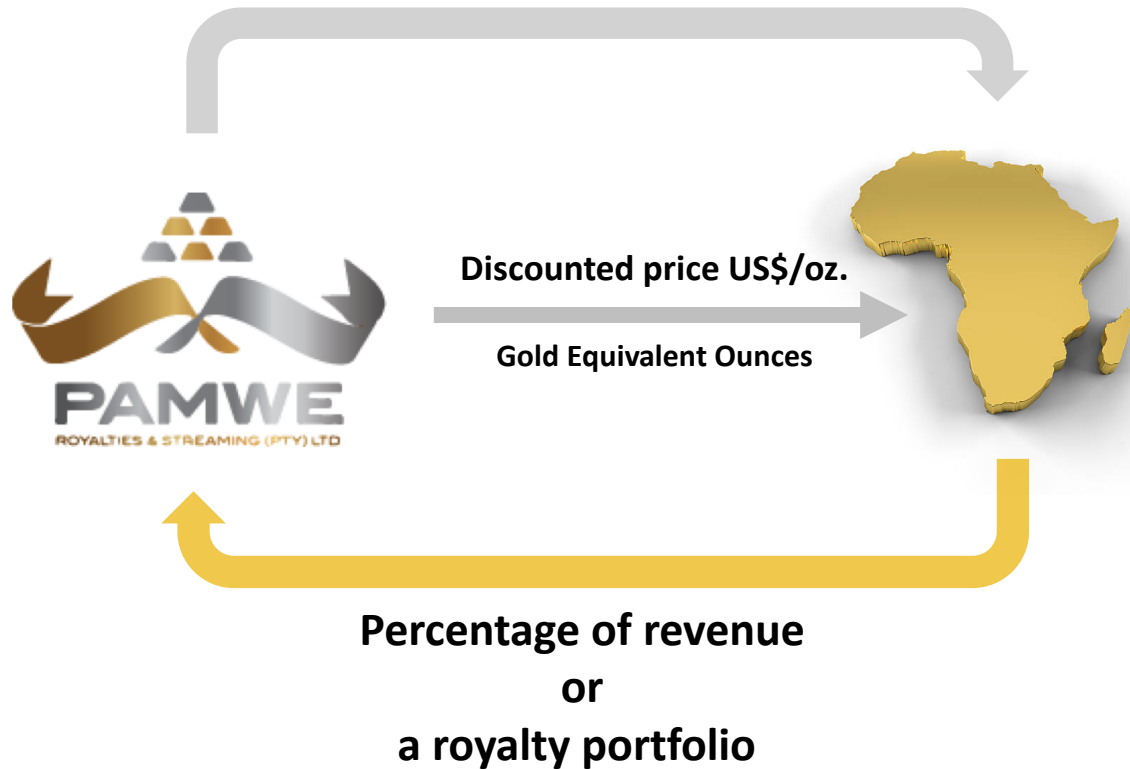 Discounted price US$/oz.
Gold Equivalent Ounces
PAMWE
ROYALTIES & STREAMING (PTY) LTD
Percentage of revenue
or
a royalty portfolio